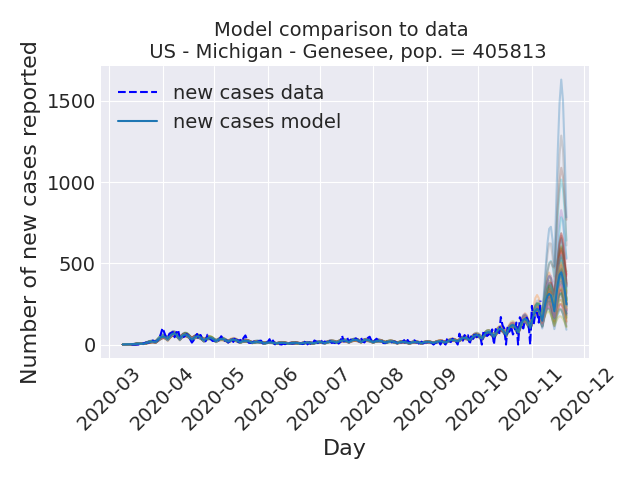 Model comparison to data
US - Michigan - Genesee, pop. = 405813
Number of new cases reported
new cases data
new cases model
1500
1000
500
0
2020-03
2020-04
2020-05
2020-06
2020-07
2020-08
2020-09
2020-10
2020-11
2020-12
Day